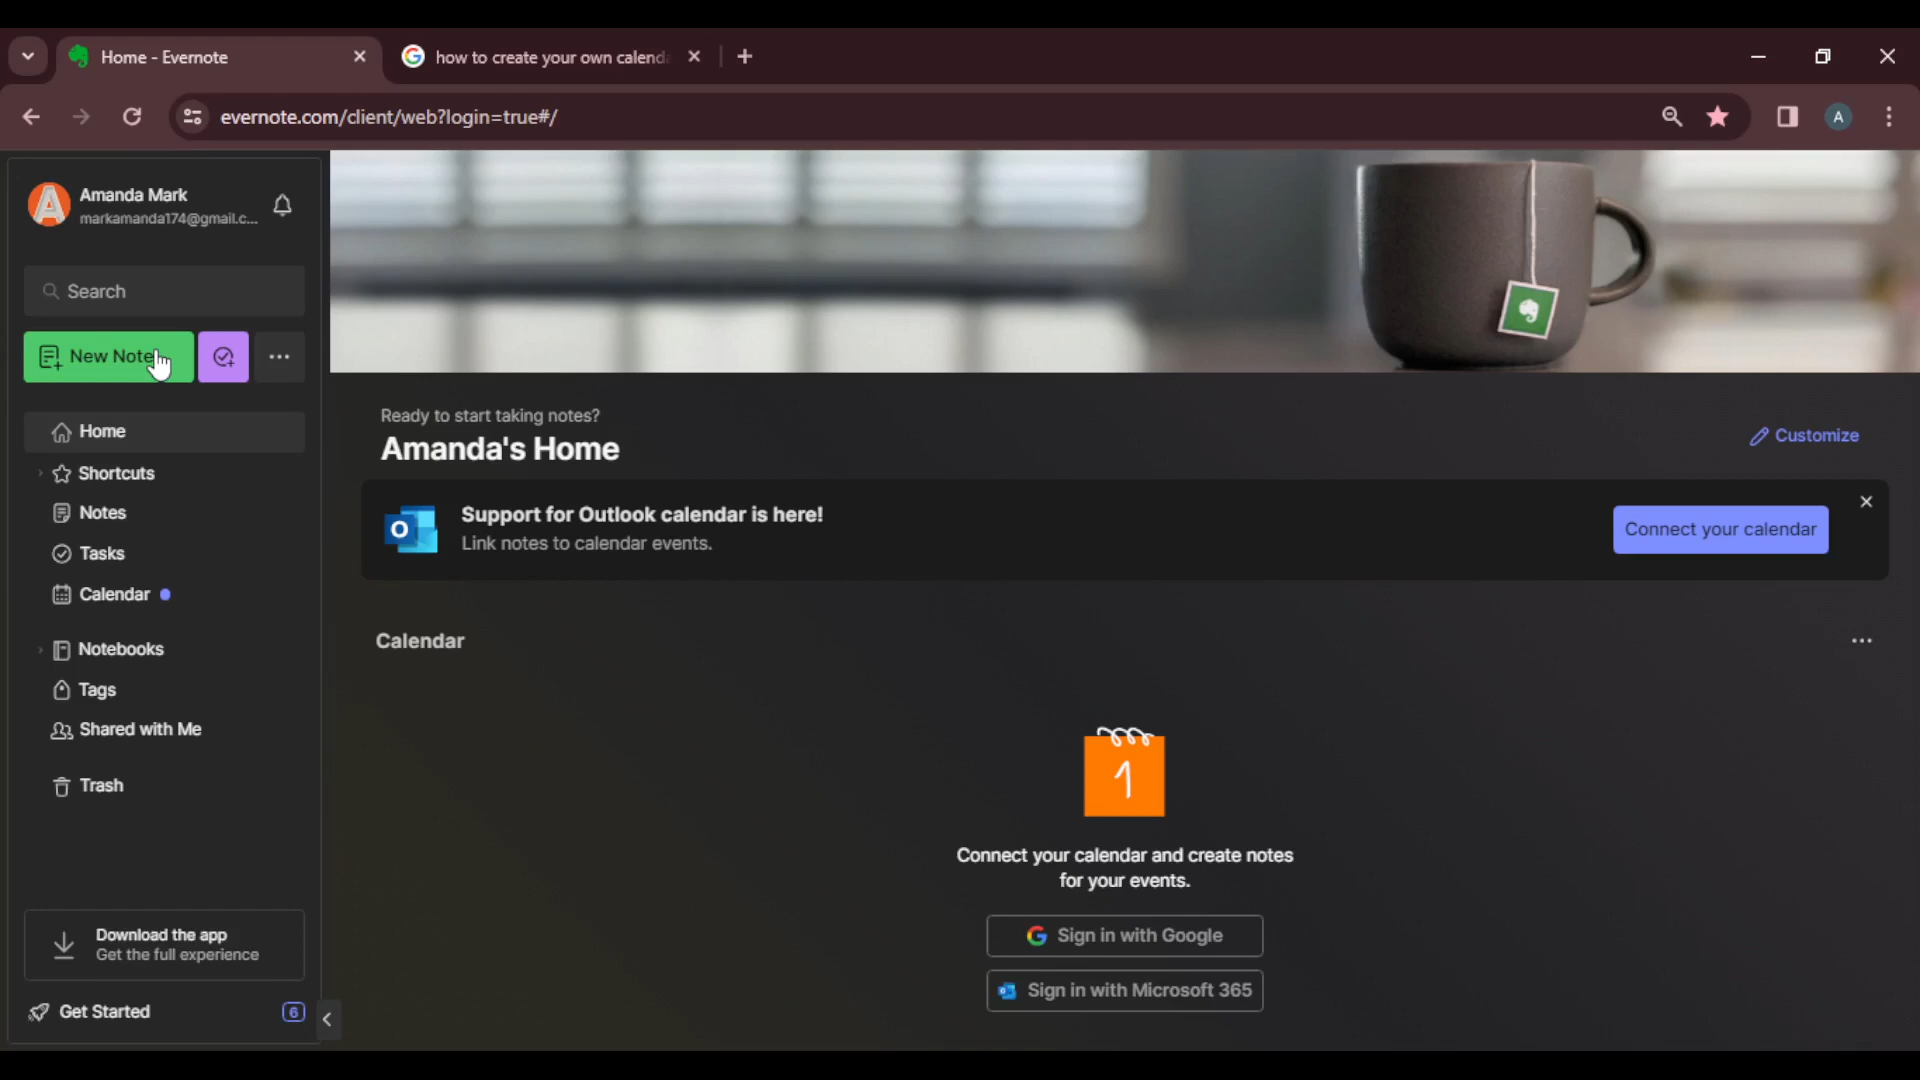 Home - Evernote
how to create your own calend
evernote.com/client/web?login=true#/
A
A
Amanda Mark
markamanda174@gmail.c...
Search
New Note
Home
Shortcuts
Notes
Tasks
Calendar
Notebooks
Tags
Shared with Me
Trash
Download the app
Get the full experience
Get Started
6
Ready to start taking notes?
Amanda's Home
Customize
O
Support for Outlook calendar is here!
Link notes to calendar events.
Connect your calendar
Calendar
1
Connect your calendar and create notes
for your events.
Sign in with Google
Sign in with Microsoft 365